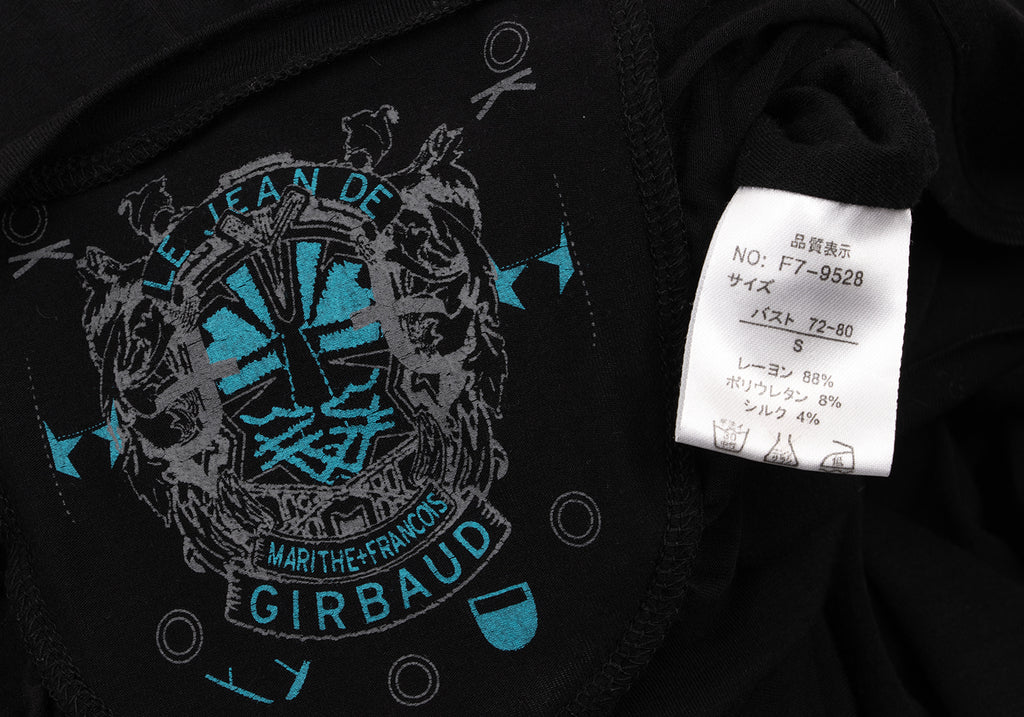 LE JEAN DE
MARITHE+FRANCOIS
GIRBAUD
品質表示
NO: F7-9528
サイズ
バスト 72-80
S
レーヨン 88%
ポリウレタン 8%
シルク 4%